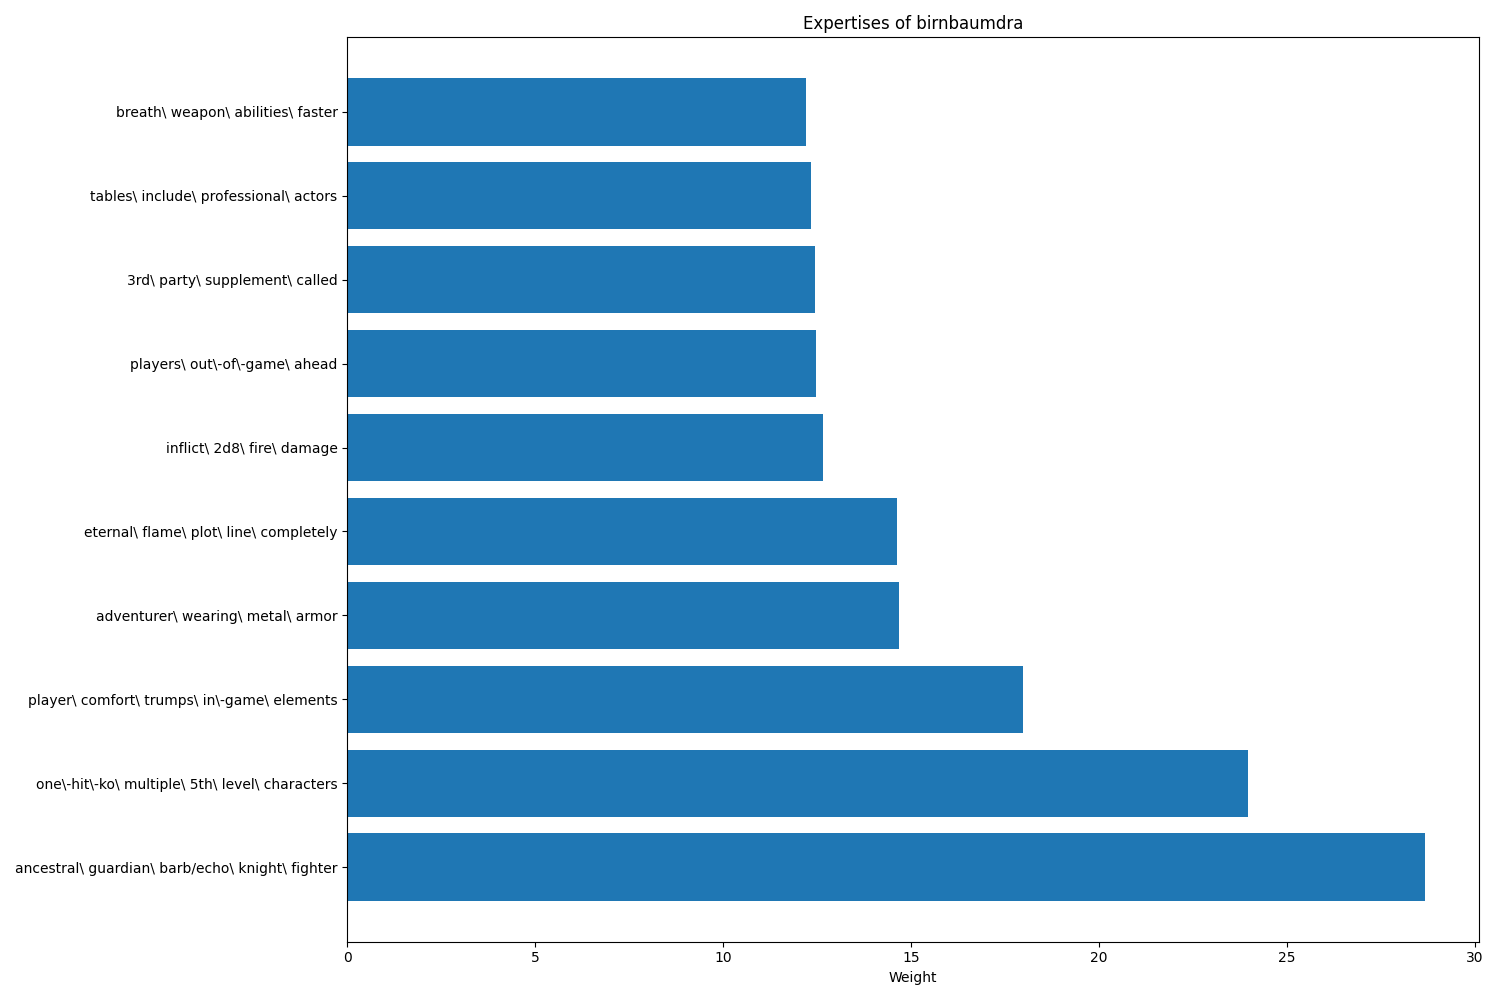 Expertises of birnbaumdra
breath\ weapon\ abilities\ faster
tables\ include\ professional\ actors
3rd\ party\ supplement\ called
players\ out\-of\-game\ ahead
inflict\ 2d8\ fire\ damage
eternal\ flame\ plot\ line\ completely
adventurer\ wearing\ metal\ armor
player\ comfort\ trumps\ in\-game\ elements
one\-hit\-ko\ multiple\ 5th\ level\ characters
ancestral\ guardian\ barb/echo\ knight\ fighter
0 5 10 15 20 25 30
Weight